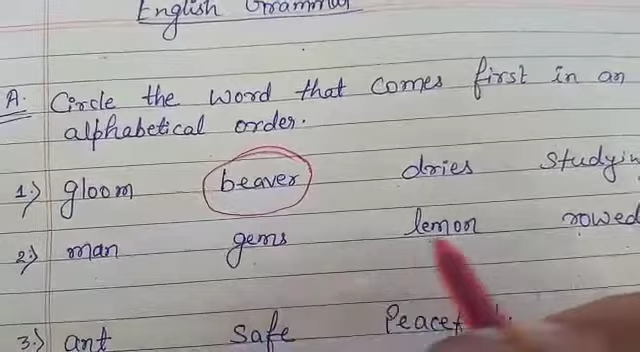 English Grammar
A. Circle the word that comes first in an
alphabetical order.
1.) gloom beaver dries
2.) man gems lemon rowed
3.) ant safe